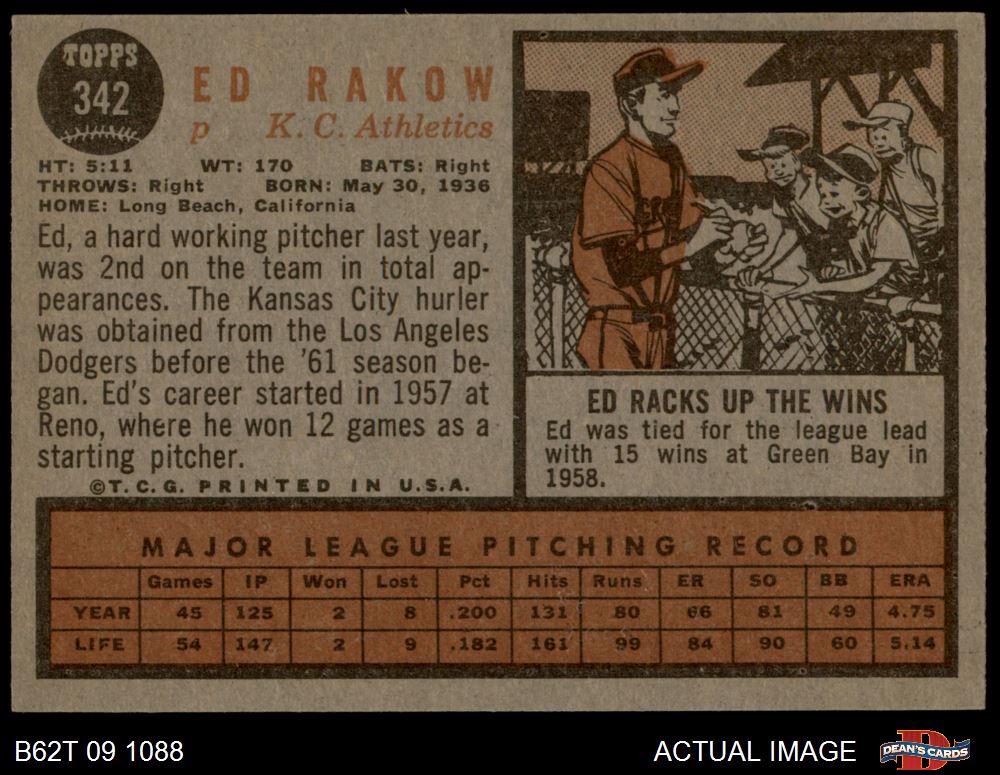 TOPPS
342
ED RAKOW
p K. C. Athletics
HT: 5:11 WT: 170 BATS: Right
THROWS: Right BORN: May 30, 1936
HOME: Long Beach, California
Ed, a hard working pitcher last year,
was 2nd on the team in total ap-
pearances. The Kansas City hurler
was obtained from the Los Angeles
Dodgers before the '61 season be-
gan. Ed's career started in 1957 at
Reno, where he won 12 games as a
starting pitcher.
©T.C.G. PRINTED IN U.S.A.
ED RACKS UP THE WINS
Ed was tied for the league lead
with 15 wins at Green Bay in
1958.
MAJOR LEAGUE PITCHING RECORD
Games IP Won Lost Pct Hits Runs ER SO BB ERA
YEAR 45 125 2 8 .200 131 80 66 81 49 4.75
LIFE 54 147 2 9 .182 161 99 84 90 60 5.14
B62T 09 1088
ACTUAL IMAGE
DEAN'S CARDS